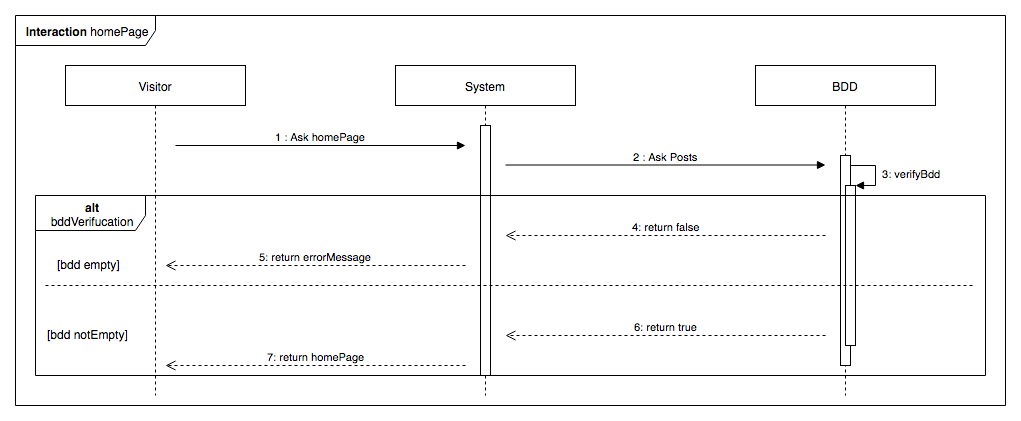 Interaction homePage
Visitor
System
BDD
1 : Ask homePage
2 : Ask Posts
3: verifyBdd
alt
bddVerifucation
4: return false
[bdd empty]
5: return errorMessage
6: return true
[bdd notEmpty]
7: return homePage